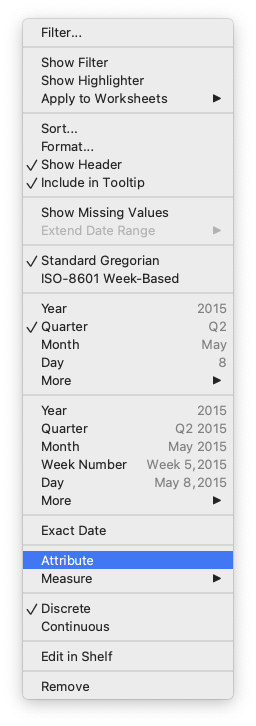 Filter...
Show Filter
Show Highlighter
Apply to Worksheets ▶
Sort...
Format...
✓ Show Header
✓ Include in Tooltip
Show Missing Values
Extend Date Range ▶
✓ Standard Gregorian
ISO-8601 Week-Based
Year 2015
✓ Quarter Q2
Month May
Day 8
More ▶
Year 2015
Quarter Q2 2015
Month May 2015
Week Number Week 5,2015
Day May 8,2015
More ▶
Exact Date
Attribute
Measure ▶
✓ Discrete
Continuous
Edit in Shelf
Remove